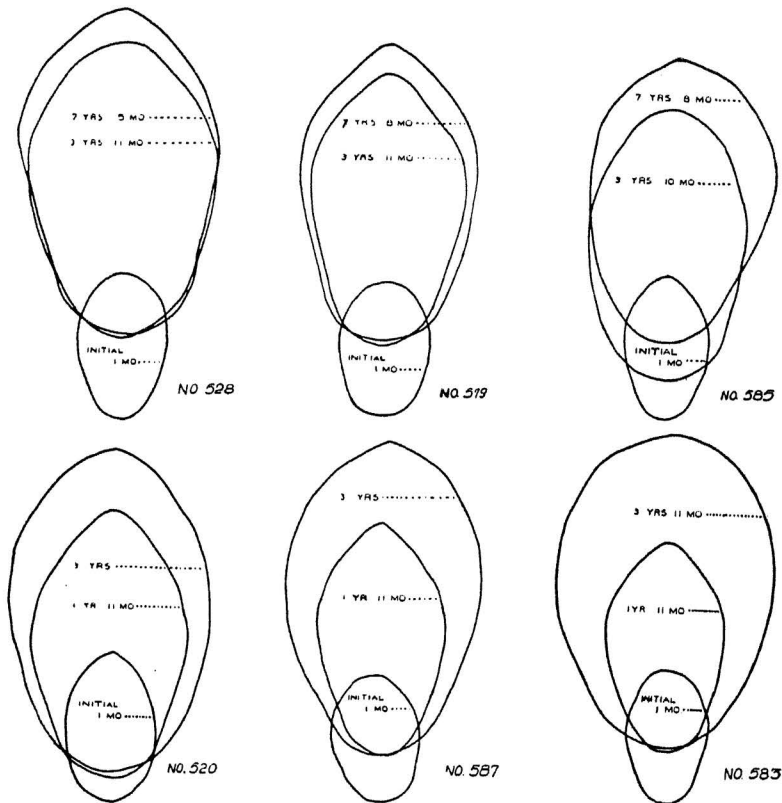 7 YRS 9 MO
3 YRS 11 MO
INITIAL
1 MO
NO 528
7 YRS 8 MO
3 YRS 11 MO
INITIAL
1 MO
NO. 519
7 YRS 8 MO
3 YRS 10 MO
INITIAL
1 MO
NO. 585
3 YRS
1 YR 11 MO
INITIAL
1 MO
NO. 520
3 YRS
1 YR 11 MO
INITIAL
1 MO
NO. 587
3 YRS 11 MO
1 YR 11 MO
INITIAL
1 MO
NO. 583